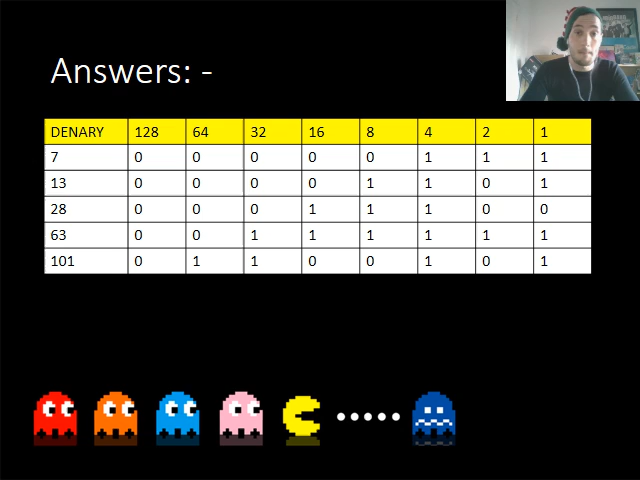 Answers: -
DENARY 128 64 32 16 8 4 2 1
7 0 0 0 0 0 1 1 1
13 0 0 0 0 1 1 0 1
28 0 0 0 1 1 1 0 0
63 0 0 1 1 1 1 1 1
101 0 1 1 0 0 1 0 1